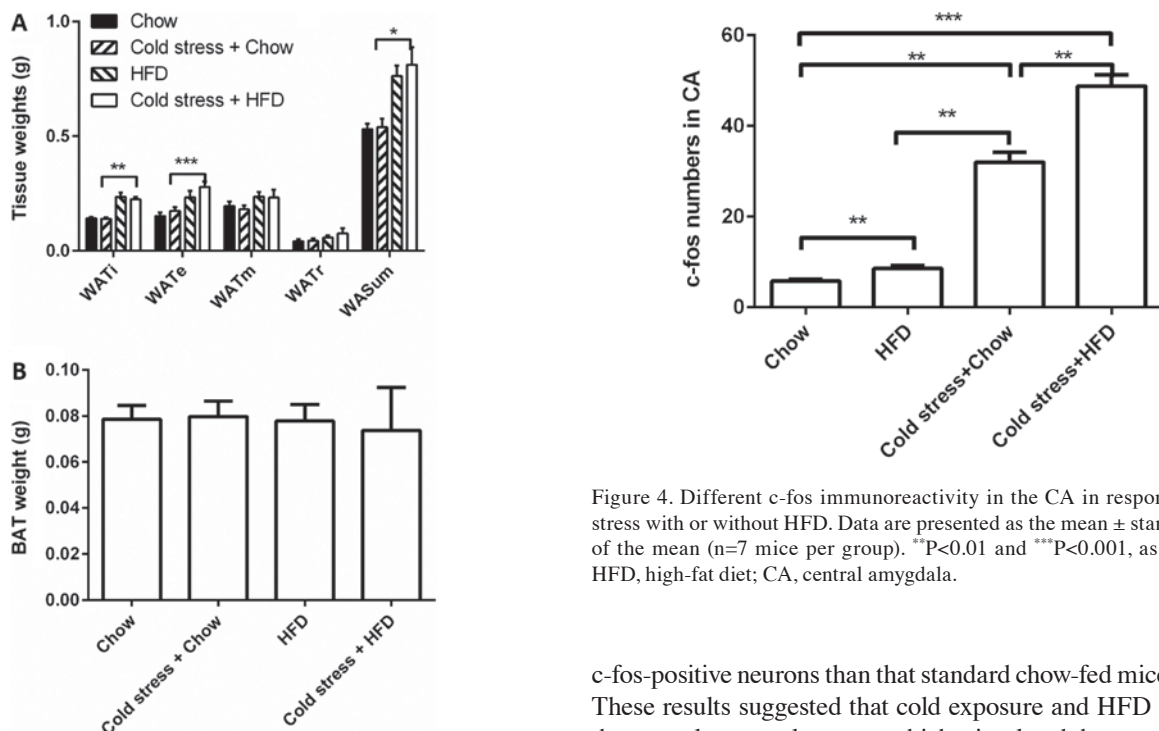 A
Chow
Cold stress + Chow
HFD
Cold stress + HFD
Tissue weights (g)
1.0
0.5
0.0
**
***
*
WATi
WATe
WATm
WATr
WASum
B
BAT weight (g)
0.10
0.08
0.06
0.04
0.02
0.00
Chow
Cold stress + Chow
HFD
Cold stress + HFD
c-fos numbers in CA
60
40
20
0
***
**
**
**
**
Chow
HFD
Cold stress+Chow
Cold stress+HFD
Figure 4. Different c-fos immunoreactivity in the CA in respon
stress with or without HFD. Data are presented as the mean ± stan
of the mean (n=7 mice per group). **P<0.01 and ***P<0.001, as
HFD, high-fat diet; CA, central amygdala.
c-fos-positive neurons than that standard chow-fed mice
These results suggested that cold exposure and HFD